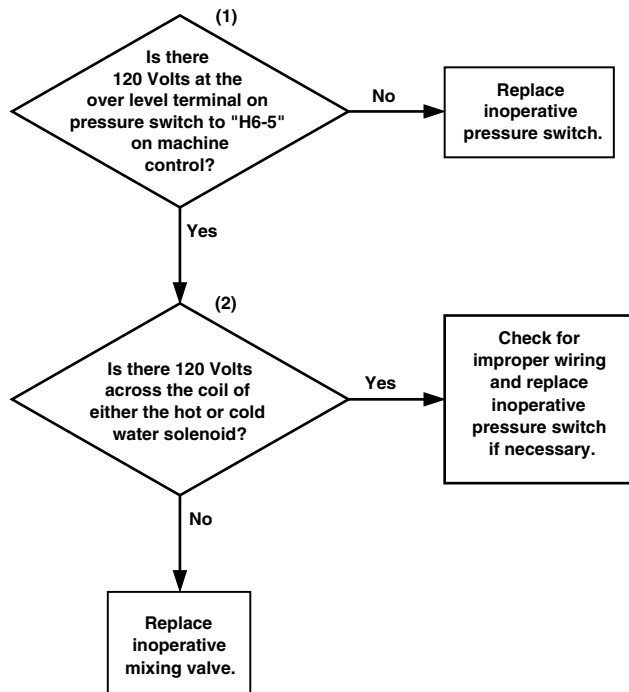 (1)
Is there
120 Volts at the
over level terminal on
pressure switch to "H6-5"
on machine
control?
No
Replace
inoperative
pressure switch.
Yes
(2)
Is there 120 Volts
across the coil of
either the hot or cold
water solenoid?
Yes
Check for
improper wiring
and replace
inoperative
pressure switch
if necessary.
No
Replace
inoperative
mixing valve.